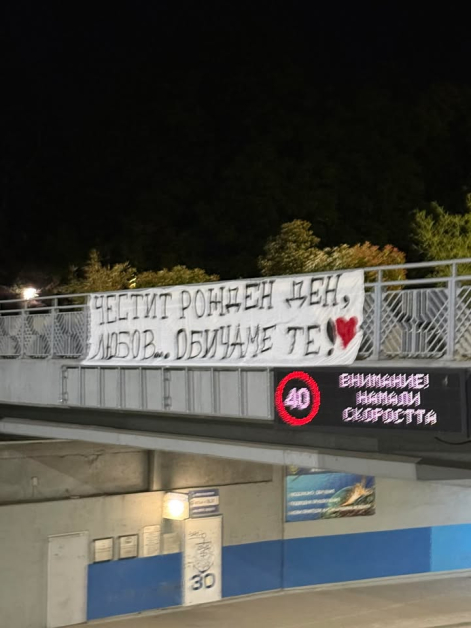 ЧЕСТИТ РОЖДЕН ДЕН,
ЛЮБОВ... ОБИЧАМЕ ТЕ!
40
ВНИМАНИЕ!
НАМАЛИ
СКОРОСТТА
30